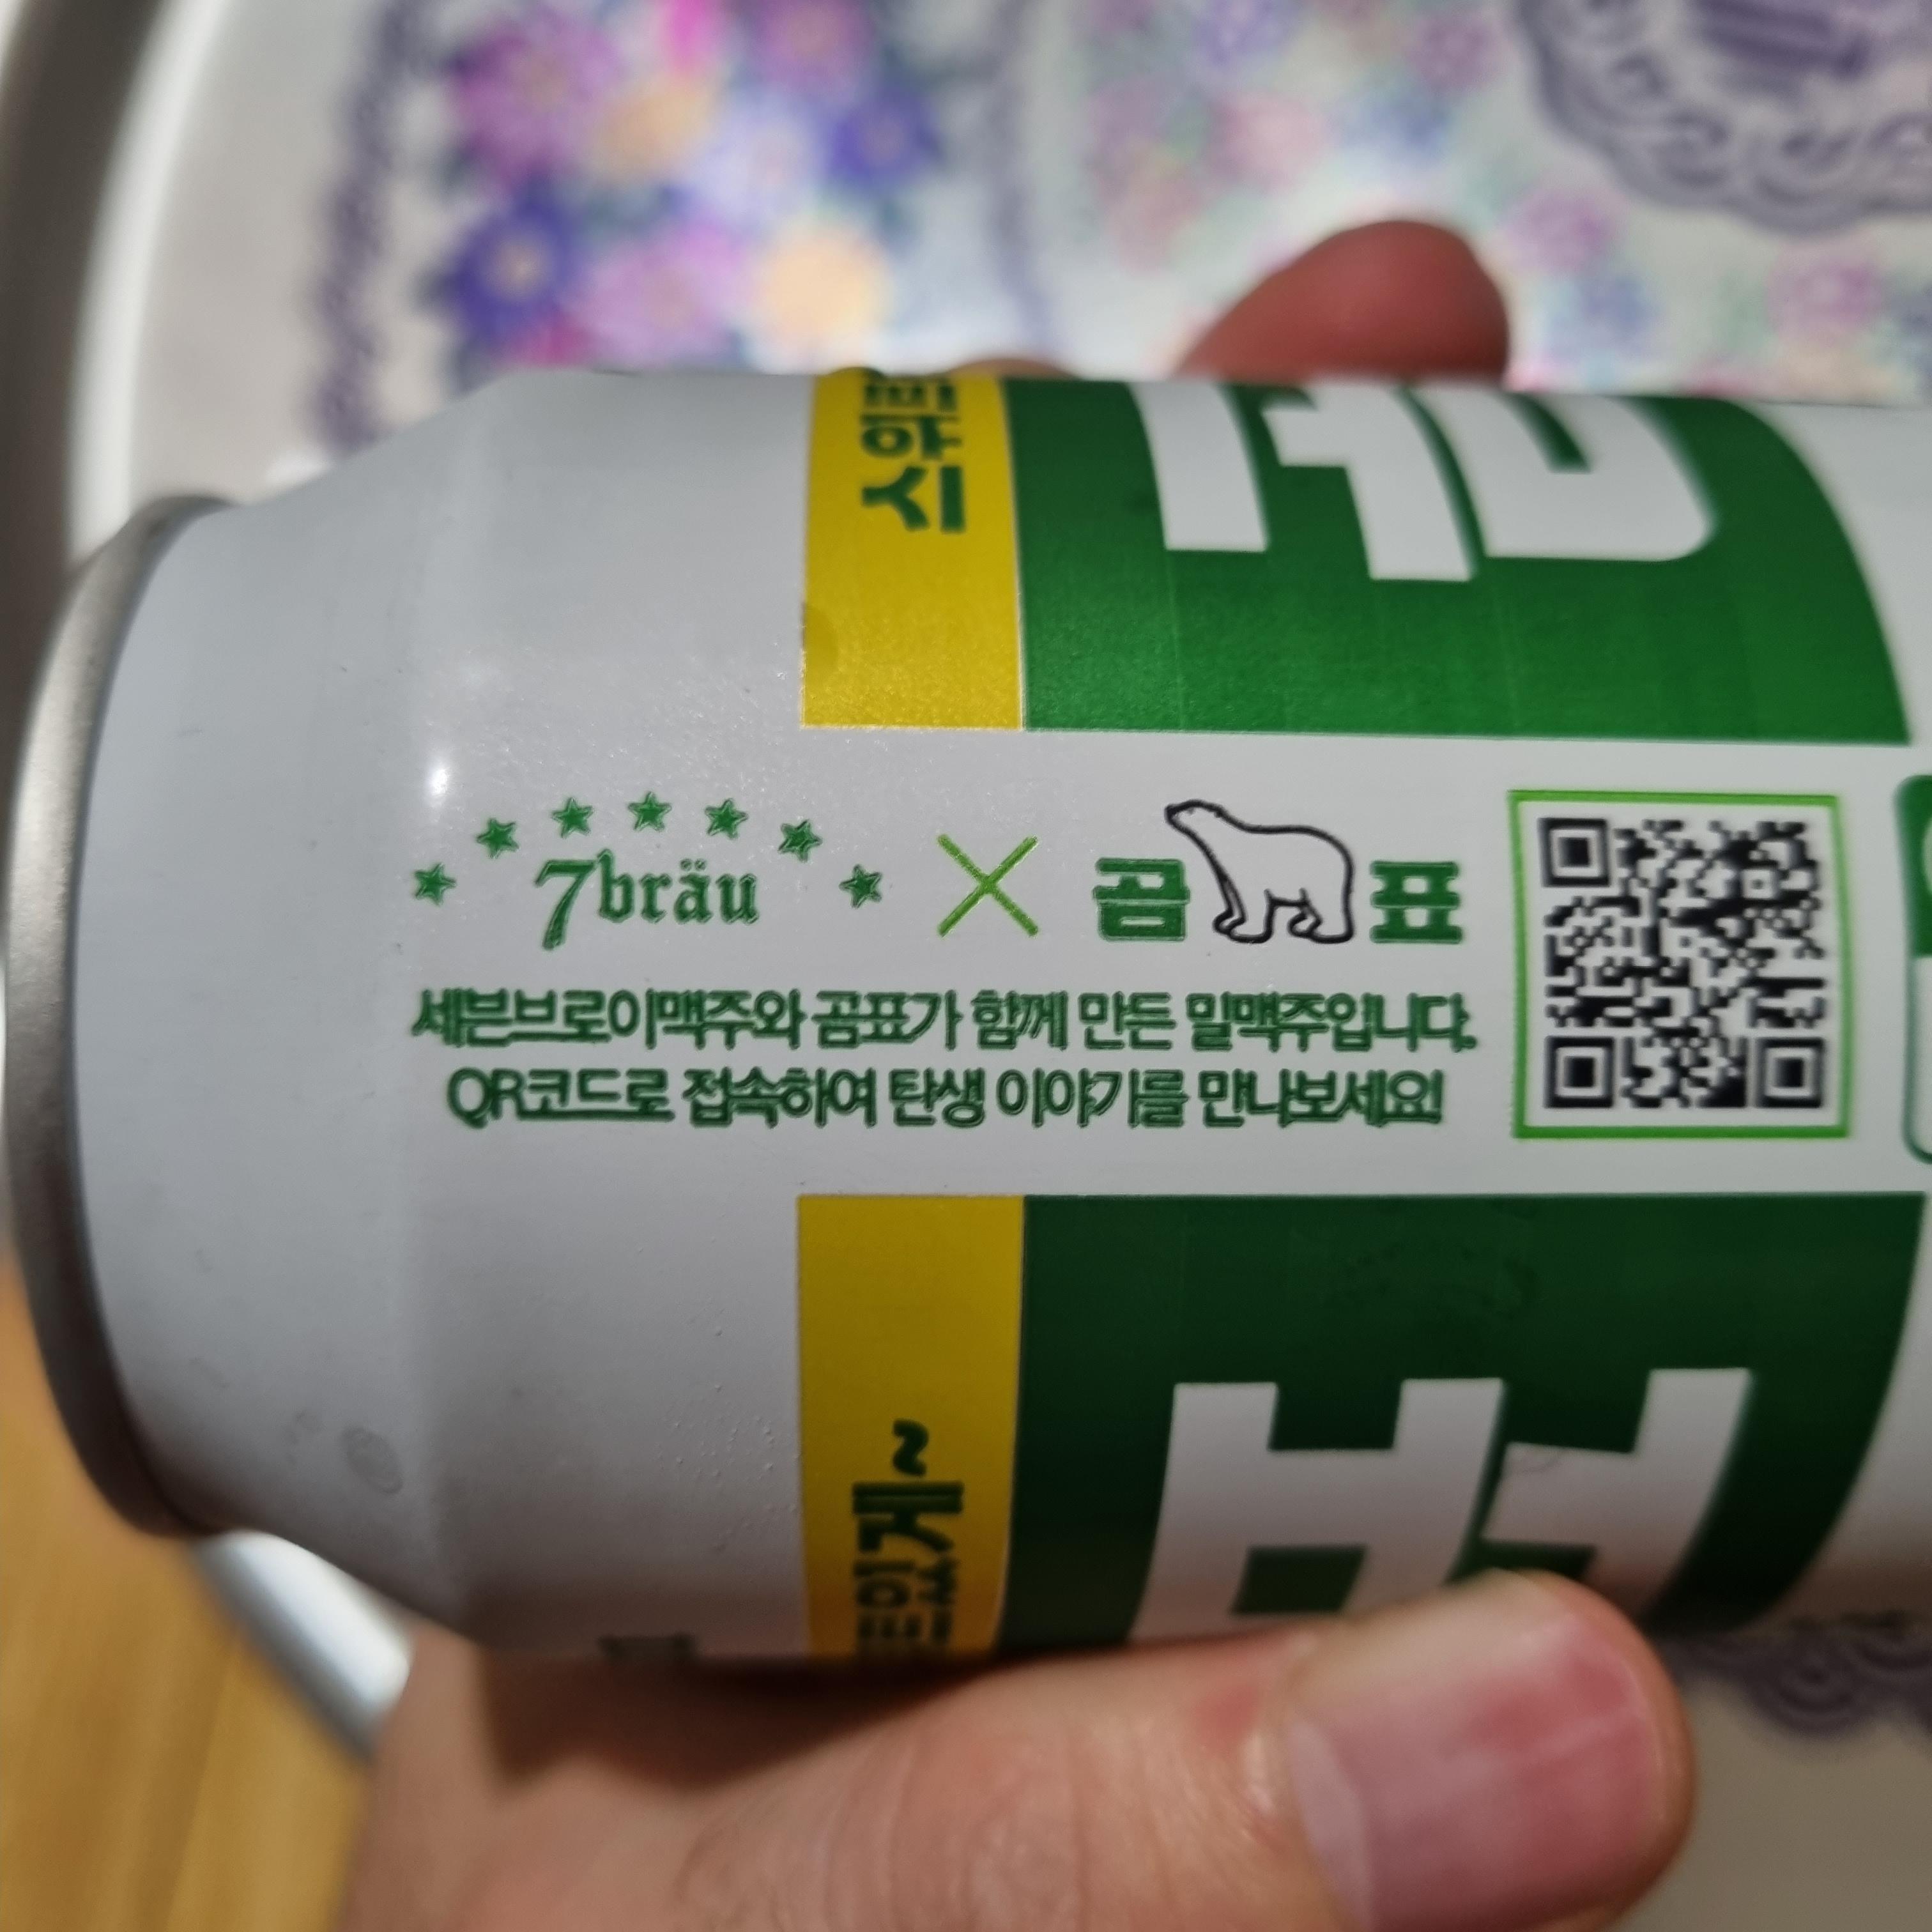 7bräu × 곰 표
세븐브로이맥주와 곰표가 함께 만든 밀맥주입니다.
QR코드로 접속하여 탄생 이야기를 만나보세요!